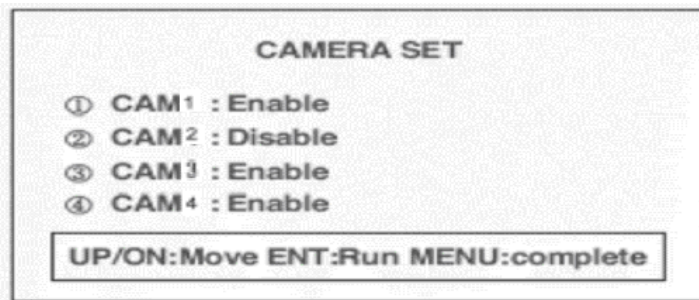 CAMERA SET
① CAM1 : Enable
② CAM2 : Disable
③ CAM3 : Enable
④ CAM4 : Enable
UP/ON:Move ENT:Run MENU:complete